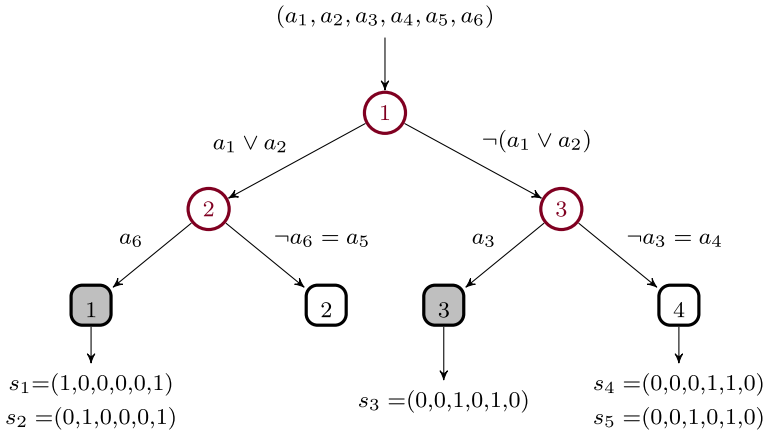 (a₁, a₂, a₃, a₄, a₅, a₆)
1
a₁ ∨ a₂
¬(a₁ ∨ a₂)
2
3
a₆
¬a₆ = a₅
a₃
¬a₃ = a₄
1
2
3
4
s₁=(1,0,0,0,0,1)
s₂ =(0,1,0,0,0,1)
s₃ =(0,0,1,0,1,0)
s₄ =(0,0,0,1,1,0)
s₅ =(0,0,1,0,1,0)